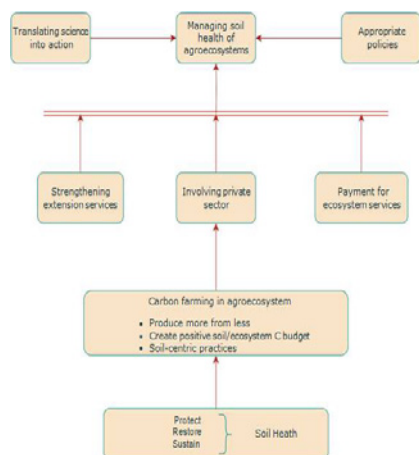 Translating science
into action
Managing soil
health of
agroecosystems
Appropriate
policies
Strengthening
extension services
Involving private
sector
Payment for
ecosystem services
Carbon farming in agroecosystem
• Produce more from less
• Create positive soil/ecosystem C budget
• Soil-centric practices
Protect
Restore
Sustain
Soil Heath